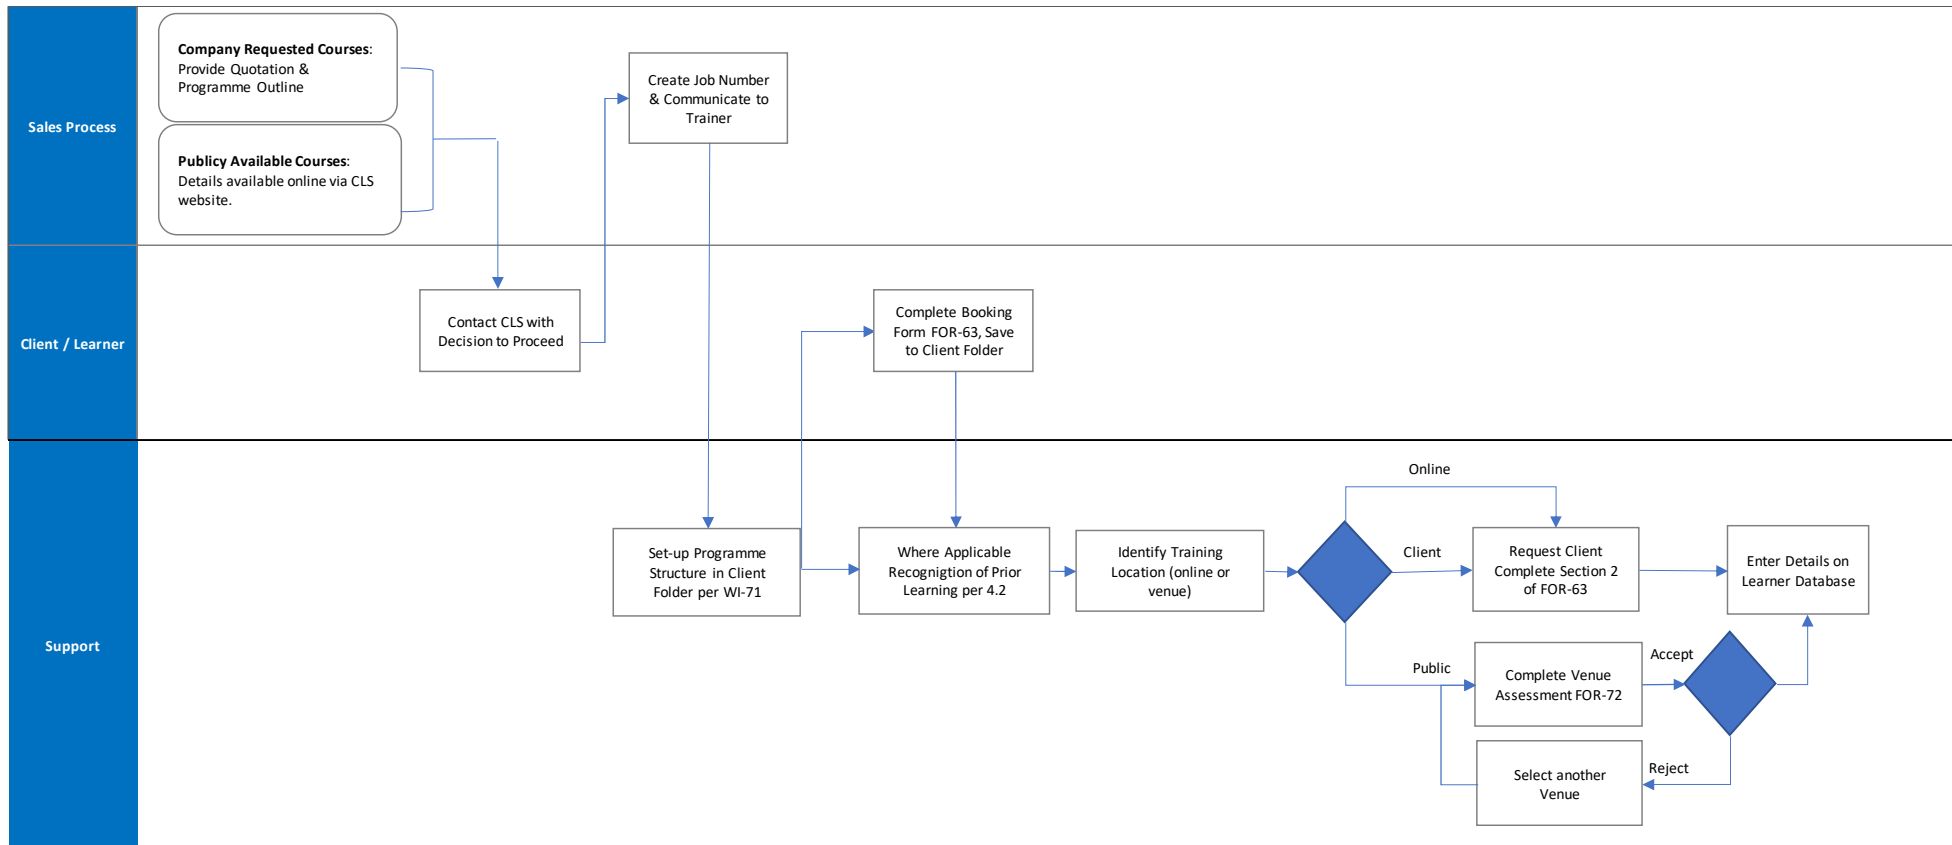 Sales Process
Company Requested Courses:
Provide Quotation &
Programme Outline
Publicy Available Courses:
Details available online via CLS
website.
Create Job Number
& Communicate to
Trainer
Client / Learner
Contact CLS with
Decision to Proceed
Complete Booking
Form FOR-63, Save
to Client Folder
Support
Set-up Programme
Structure in Client
Folder per WI-71
Where Applicable
Recognigtion of Prior
Learning per 4.2
Identify Training
Location (online or
venue)
Online
Client
Public
Request Client
Complete Section 2
of FOR-63
Enter Details on
Learner Database
Complete Venue
Assessment FOR-72
Accept
Reject
Select another
Venue